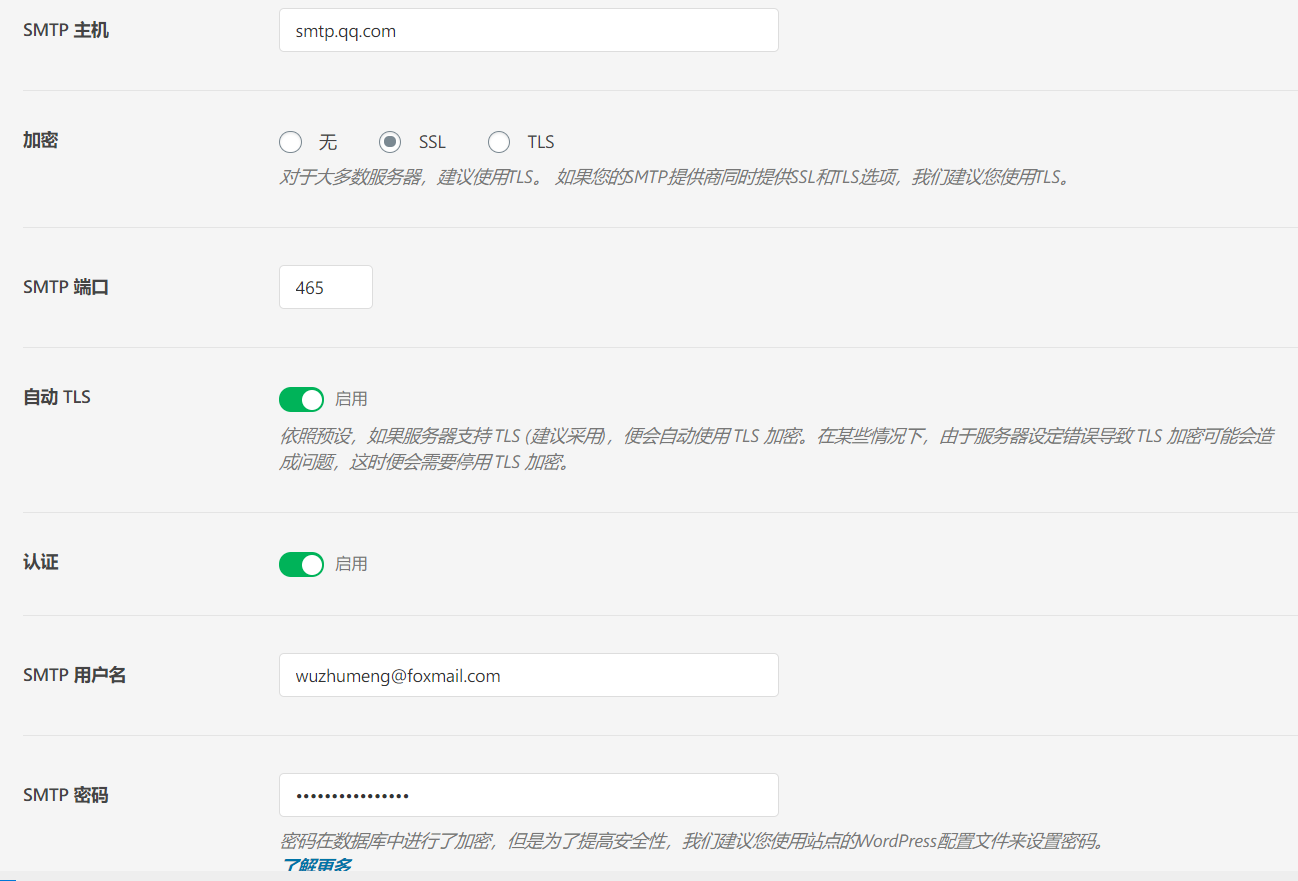 SMTP 主机
smtp.qq.com
加密
无 SSL TLS
对于大多数服务器，建议使用TLS。 如果您的SMTP提供商同时提供SSL和TLS选项，我们建议您使用TLS。
SMTP 端口
465
自动 TLS
启用
依照预设，如果服务器支持 TLS (建议采用)，便会自动使用 TLS 加密。在某些情况下，由于服务器设定错误导致 TLS 加密可能会造
成问题，这时便会需要停用 TLS 加密。
认证
启用
SMTP 用户名
wuzhumeng@foxmail.com
SMTP 密码
••••••••••••••••
密码在数据库中进行了加密，但是为了提高安全性，我们建议您使用站点的WordPress配置文件来设置密码。
了解更多